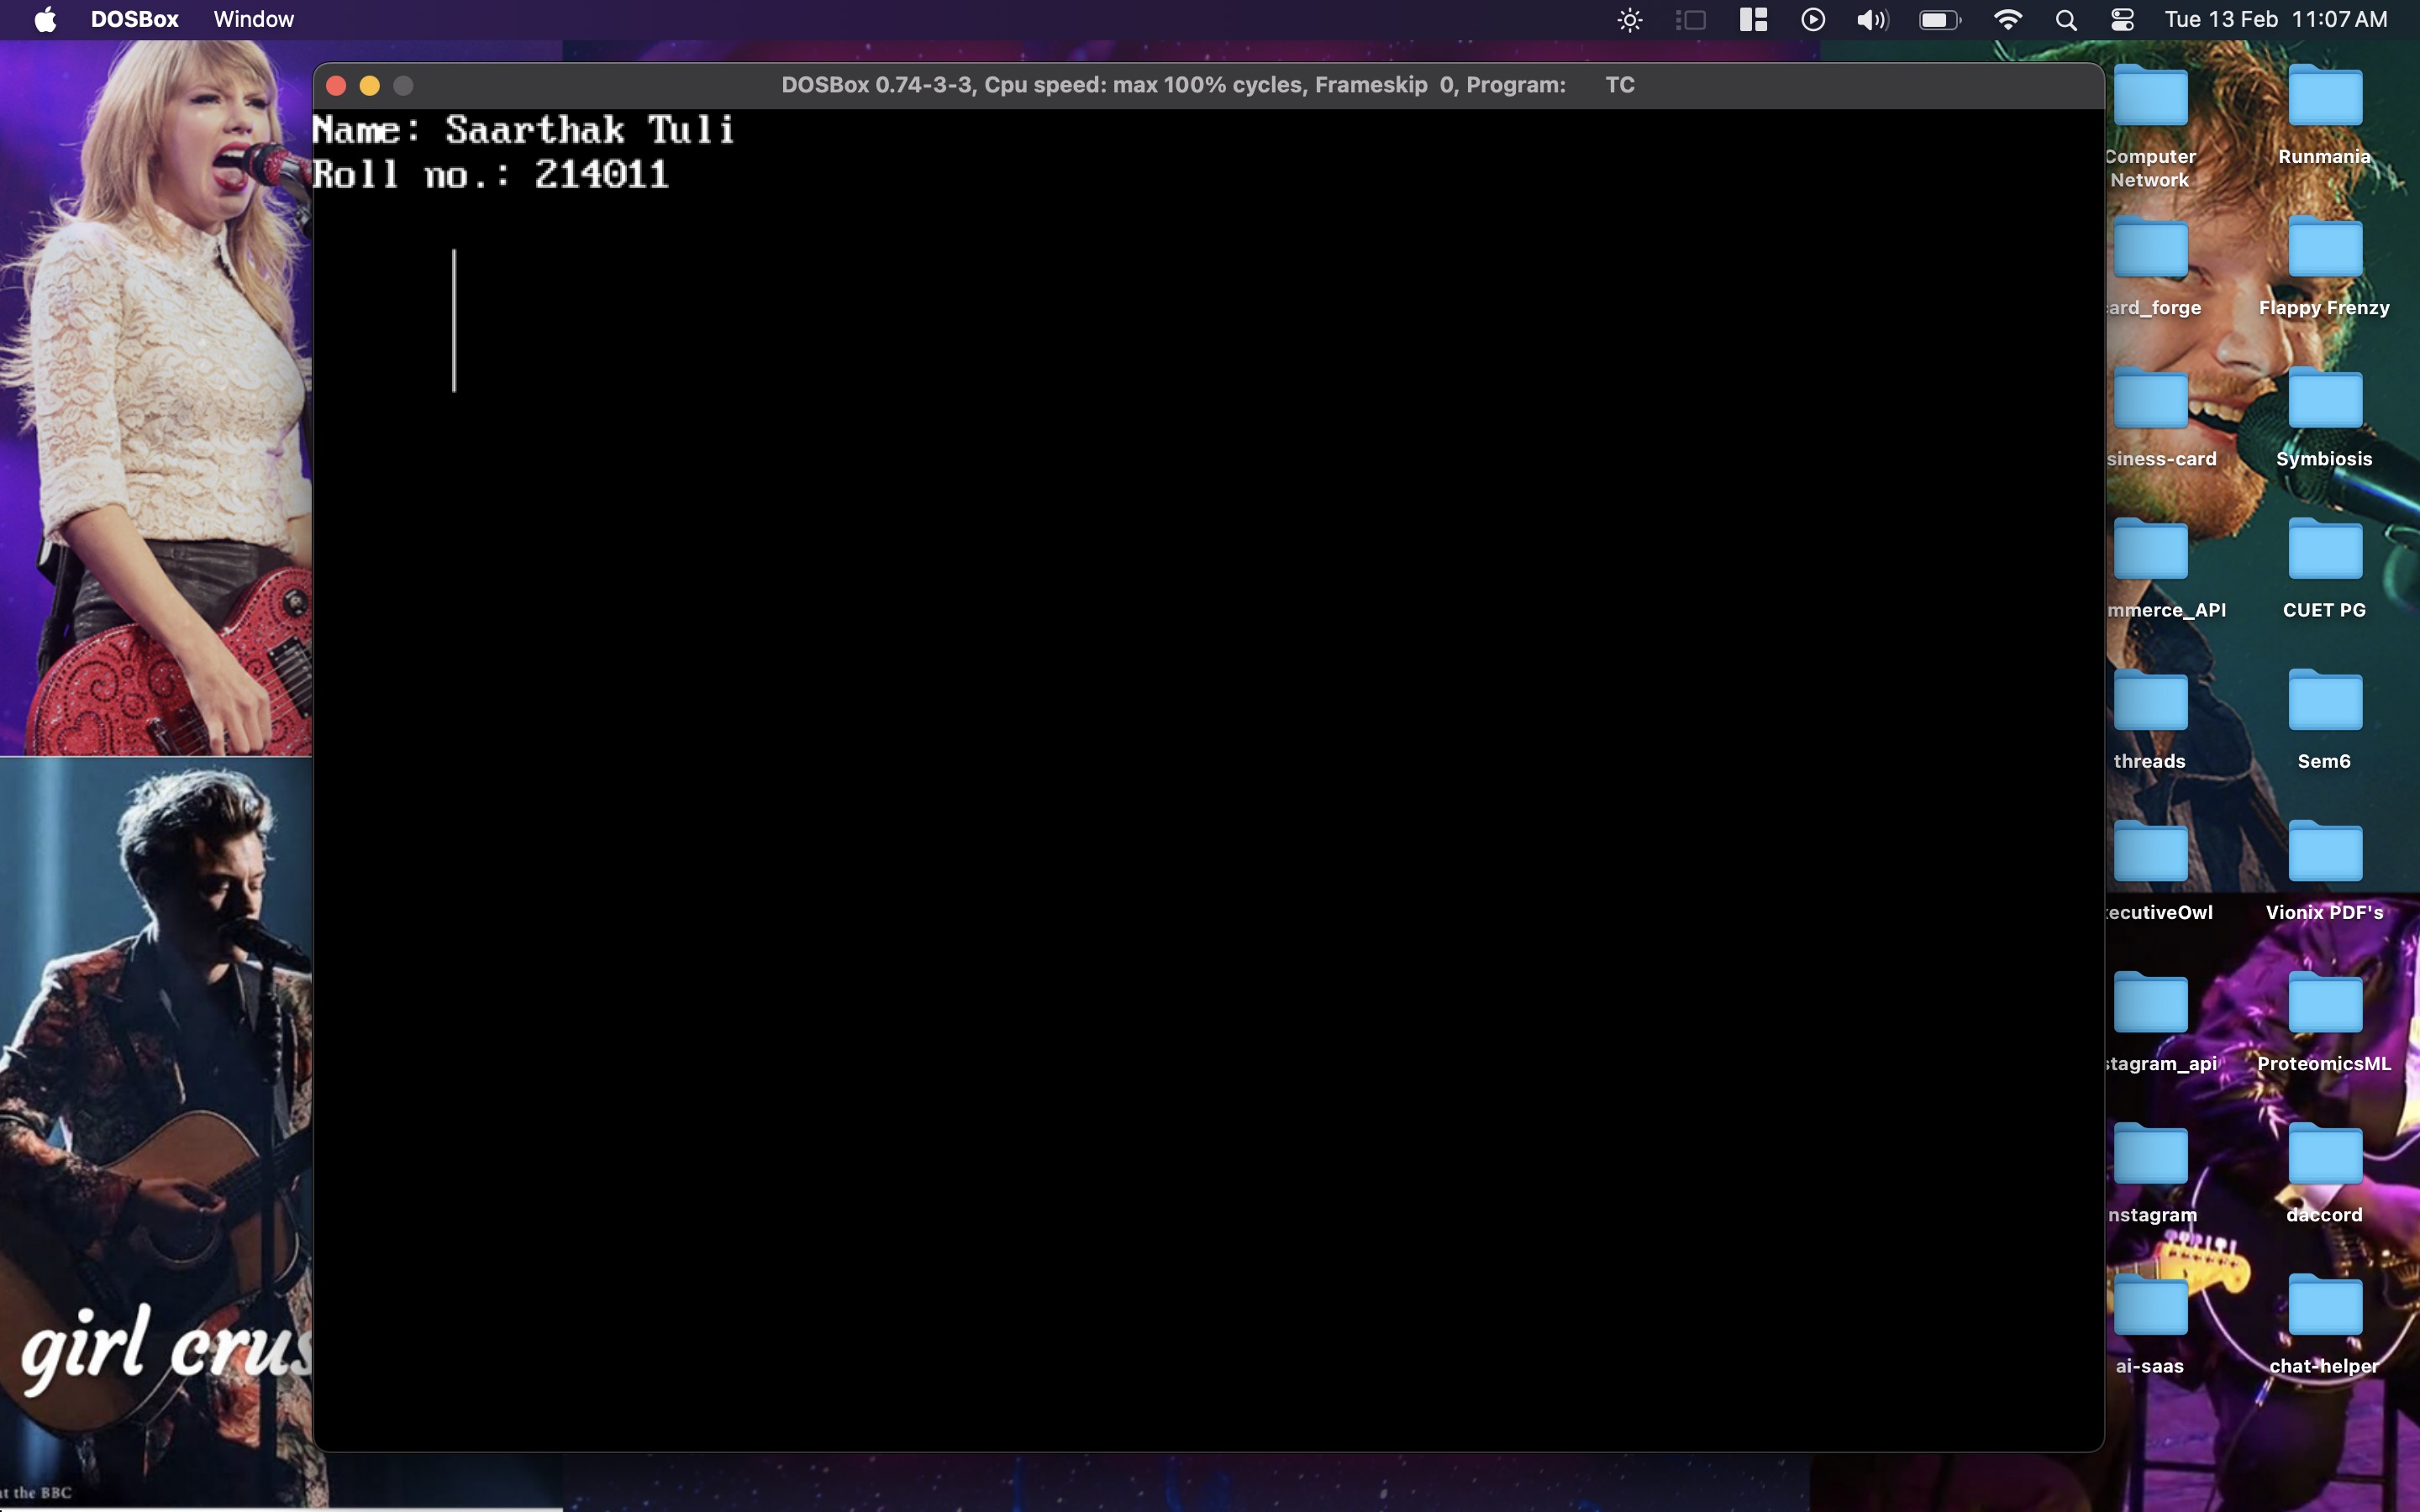 DOSBox Window Tue 13 Feb 11:07 AM
DOSBox 0.74-3-3, Cpu speed: max 100% cycles, Frameskip 0, Program: TC
Name: Saarthak Tuli
Roll no.: 214011
Computer Network
Runmania
ard_forge
Flappy Frenzy
siness-card
Symbiosis
mmerce_API
CUET PG
threads
Sem6
ecutiveOwl
Vionix PDF's
stagram_api
ProteomicsML
nstagram
daccord
ai-saas
chat-helper
girl crus
at the BBC